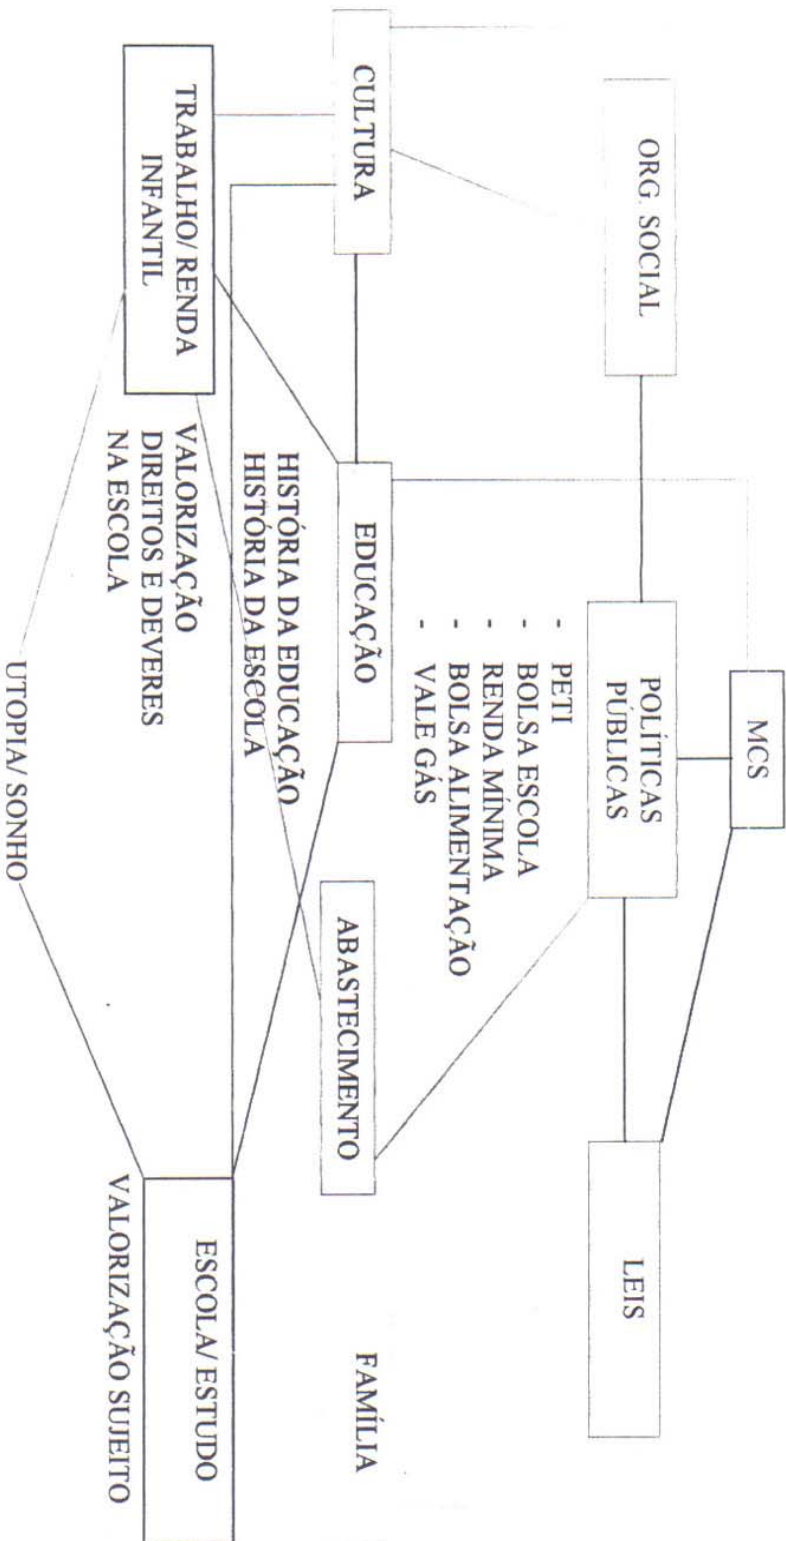 MCS
ORG. SOCIAL
POLÍTICAS
PÚBLICAS
LEIS
- PETI
- BOLSA ESCOLA
- RENDA MÍNIMA
- BOLSA ALIMENTAÇÃO
- VALE GÁS
CULTURA
EDUCAÇÃO
ABASTECIMENTO
FAMÍLIA
HISTÓRIA DA EDUCAÇÃO
HISTÓRIA DA ESCOLA
TRABALHO/ RENDA
INFANTIL
VALORIZAÇÃO
DIREITOS E DEVERES
NA ESCOLA
ESCOLA/ ESTUDO
VALORIZAÇÃO SUJEITO
UTOPIA/ SONHO